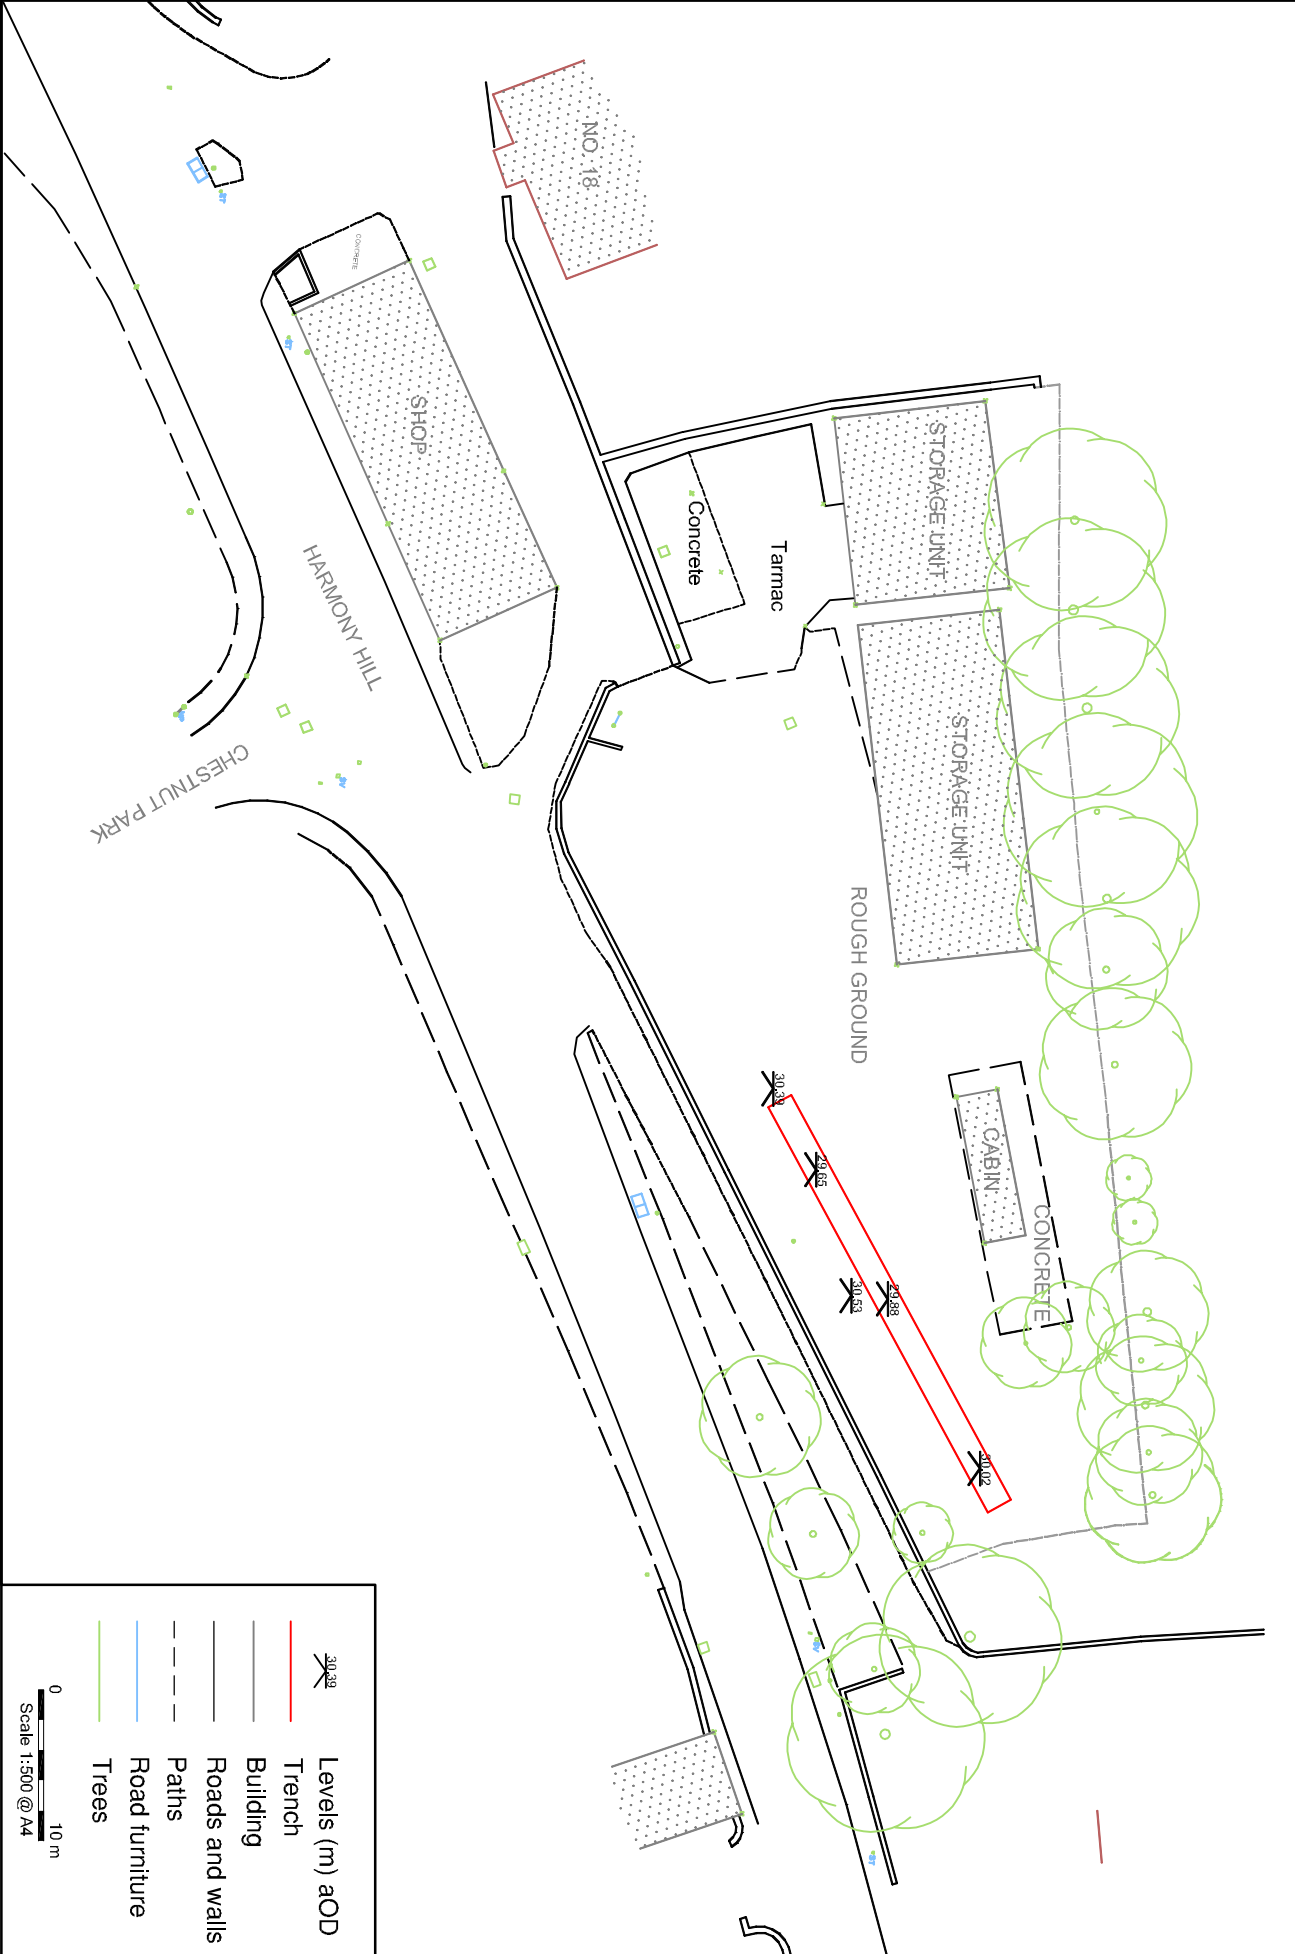 NO. 18
CONCRETE
SHOP
STORAGE UNIT
Concrete
Tarmac
HARMONY HILL
STORAGE UNIT
CHESTNUT PARK
ROUGH GROUND
30.39
29.65
CABIN
CONCRETE
30.53
29.88
30.02
30.39
Levels (m) aOD
Trench
Building
Roads and walls
Paths
Road furniture
Trees
0
10 m
Scale 1:500 @ A4